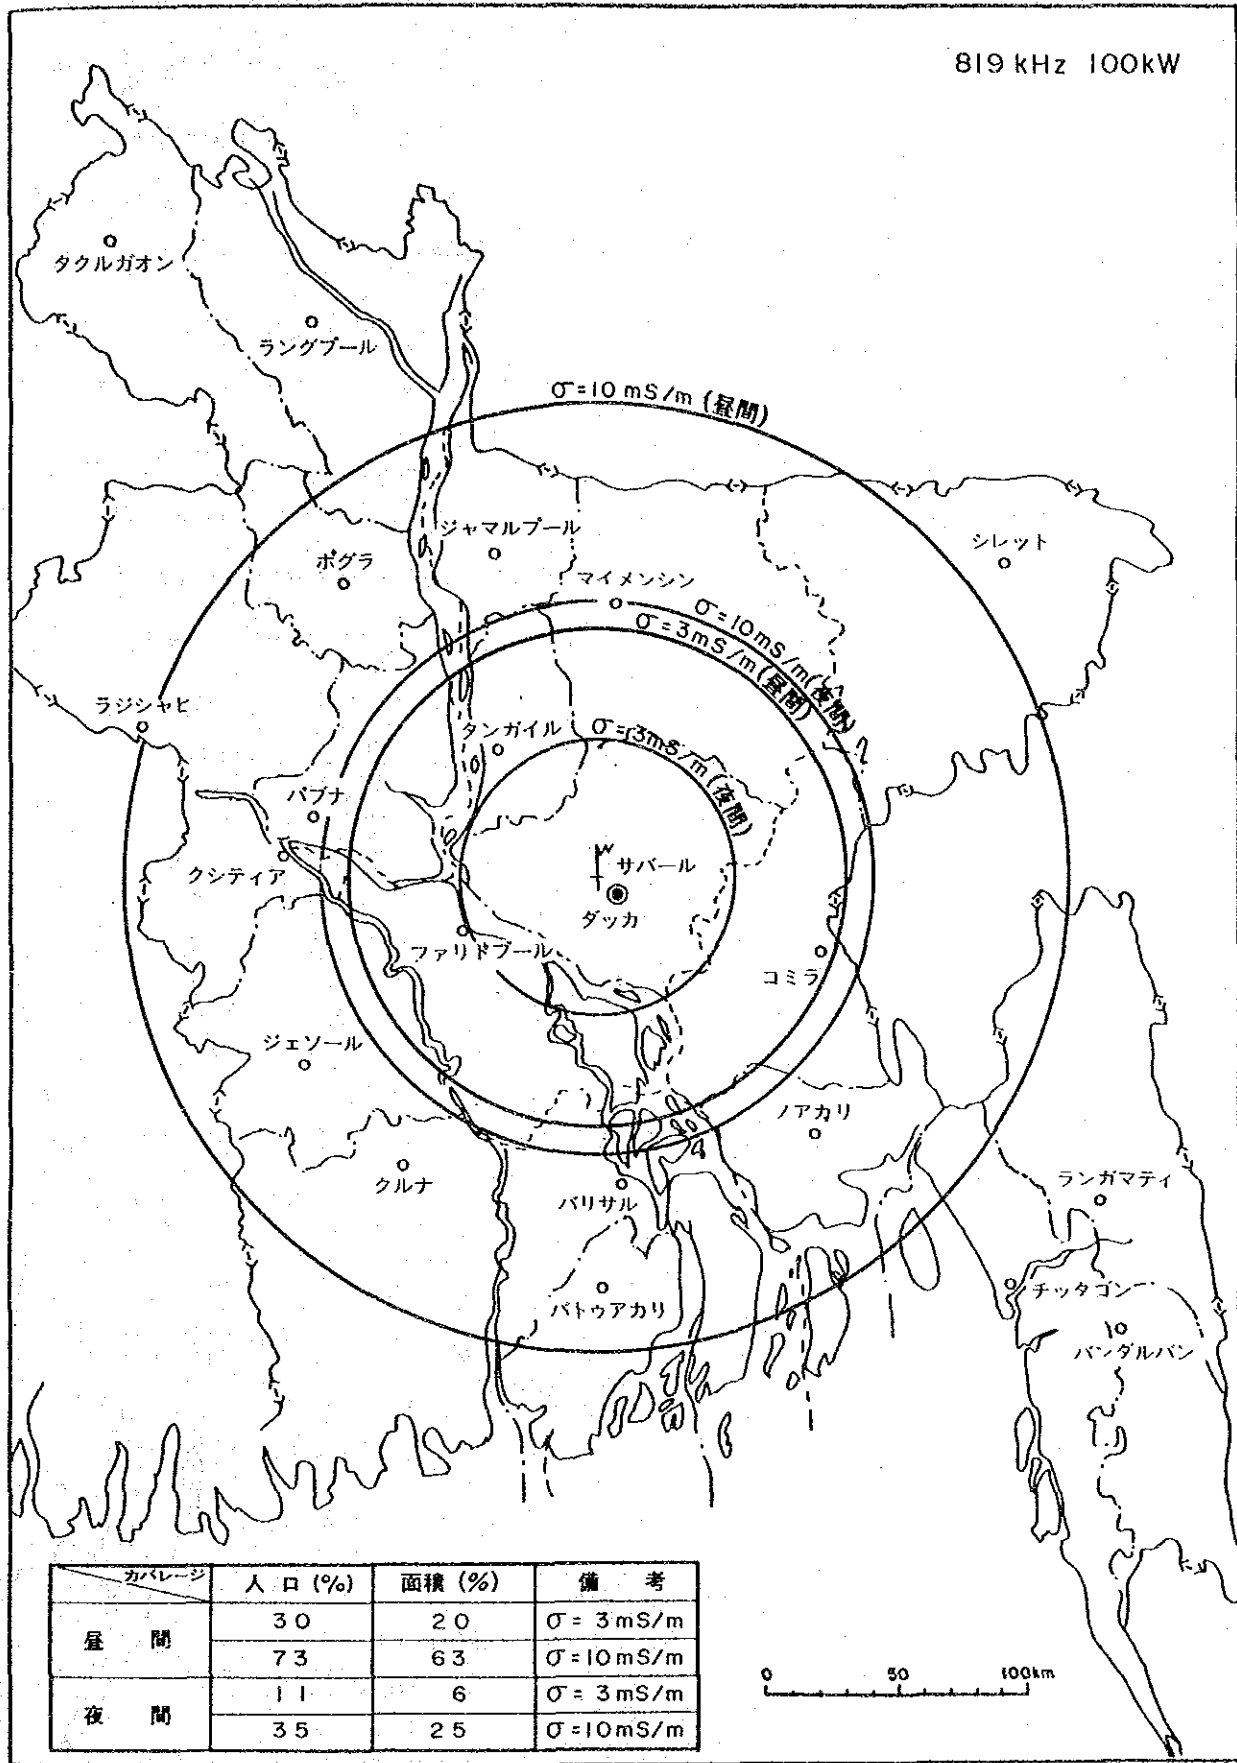 819 kHz 100kW
タクルガオン
ラングプール
σ=10 mS/m (昼間)
ジャマルプール
シレット
ボグラ
マイメンシン
σ=10mS/m(夜間)
σ=3mS/m(昼間)
ラジシャヒ
タンガイル
σ=3mS/m(夜間)
パブナ
サバール
クシティア
ダッカ
ファリドプール
コミラ
ジェソール
ノアカリ
クルナ
バリサル
ランガマティ
パトゥアカリ
チッタゴン
バンダルバン
カバレージ 人口(%) 面積(%) 備考
昼間 30 20 σ= 3mS/m
73 63 σ=10mS/m
夜間 11 6 σ= 3mS/m
35 25 σ=10mS/m
0 50 100km